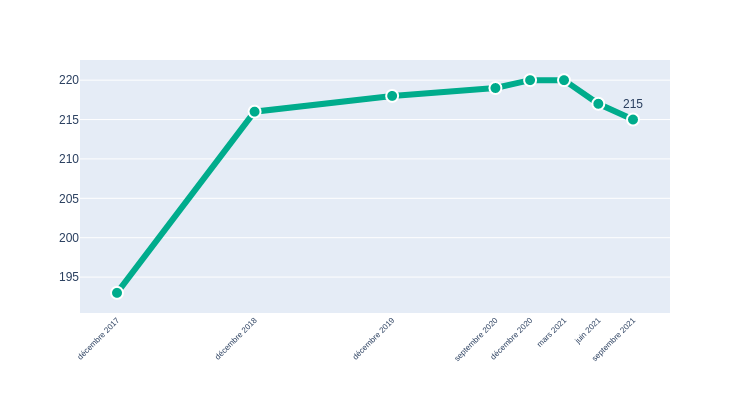 220
215
215
210
205
200
195
décembre 2017
décembre 2018
décembre 2019
septembre 2020
décembre 2020
mars 2021
juin 2021
septembre 2021